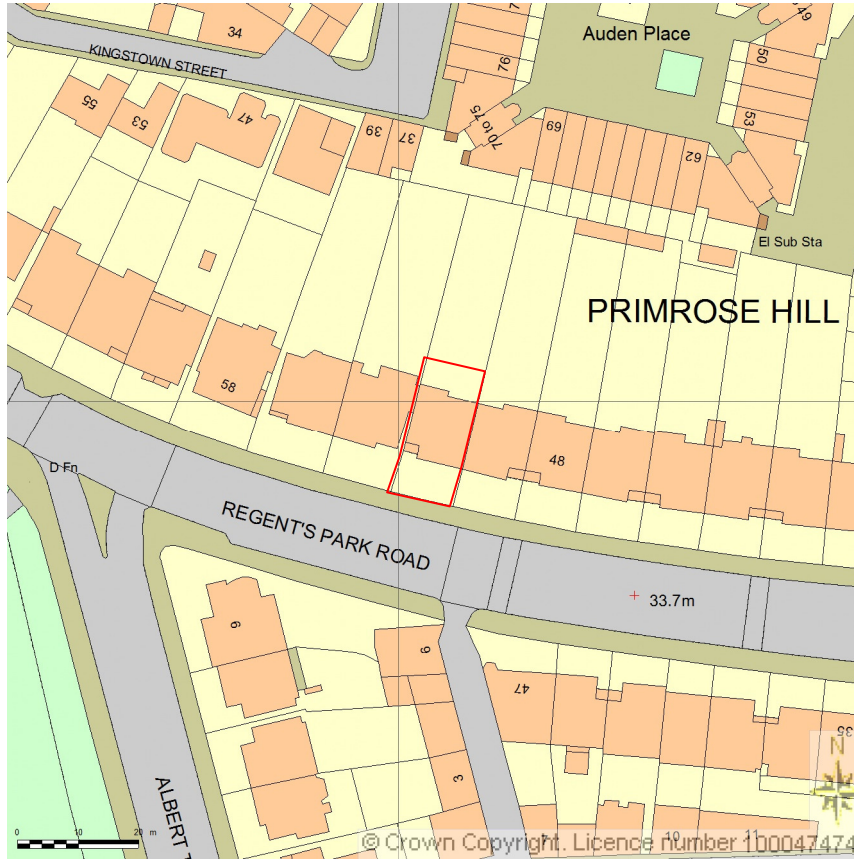 34
Auden Place
49
50
KINGSTOWN STREET
76
55
53
47
39
37
70 to 75
69
62
53
El Sub Sta
PRIMROSE HILL
58
48
D Fn
REGENT'S PARK ROAD
33.7m
9
9
47
35
N
3
ALBERT
10
11
0 10 20 m
© Crown Copyright. Licence number 100047474